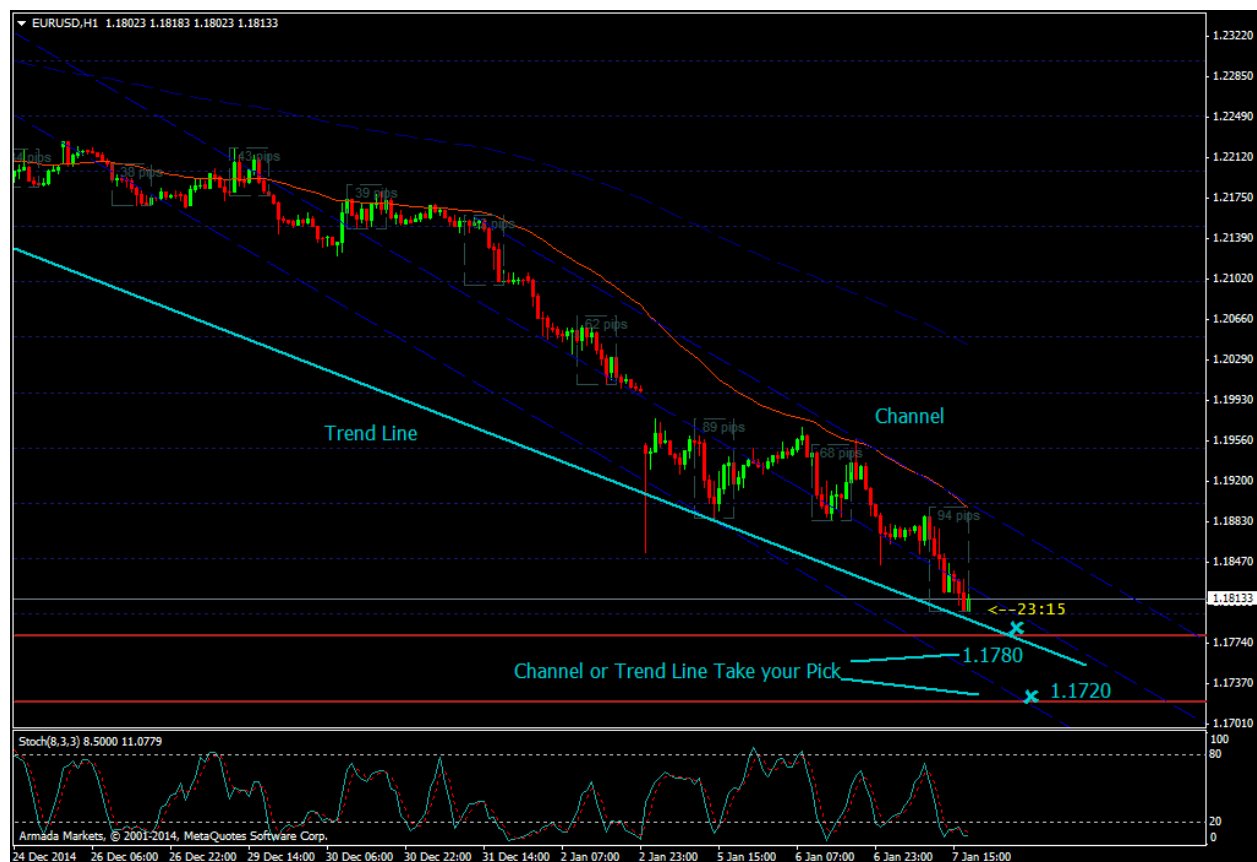 EURUSD,H1 1.18023 1.18183 1.18023 1.18133
1.23220
1.22850
1.22490
1.22120
1.21750
1.21390
1.21020
1.20660
1.20290
1.19930
1.19560
1.19200
1.18830
1.18470
1.18133
1.17740
1.17370
1.17010
pips
38 pips
43 pips
39 pips
pips
62 pips
89 pips
68 pips
94 pips
Trend Line
Channel
<--23:15
1.1780
Channel or Trend Line Take your Pick
1.1720
Stoch(8,3,3) 8.5000 11.0779
100
80
20
0
Armada Markets, © 2001-2014, MetaQuotes Software Corp.
24 Dec 2014 26 Dec 06:00 26 Dec 22:00 29 Dec 14:00 30 Dec 06:00 30 Dec 22:00 31 Dec 14:00 2 Jan 07:00 2 Jan 23:00 5 Jan 15:00 6 Jan 07:00 6 Jan 23:00 7 Jan 15:00